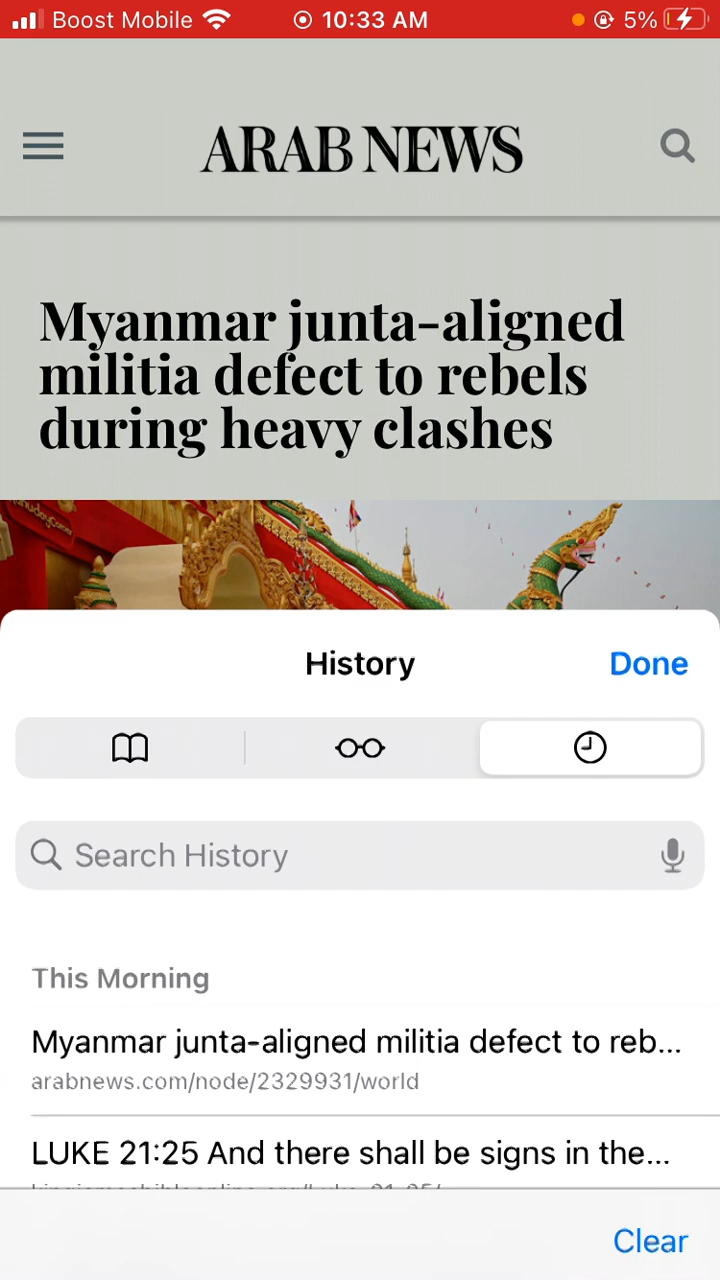 Boost Mobile 10:33 AM 5%
ARAB NEWS
Myanmar junta-aligned
militia defect to rebels
during heavy clashes
History Done
Search History
This Morning
Myanmar junta-aligned militia defect to reb...
arabnews.com/node/2329931/world
LUKE 21:25 And there shall be signs in the...
Clear